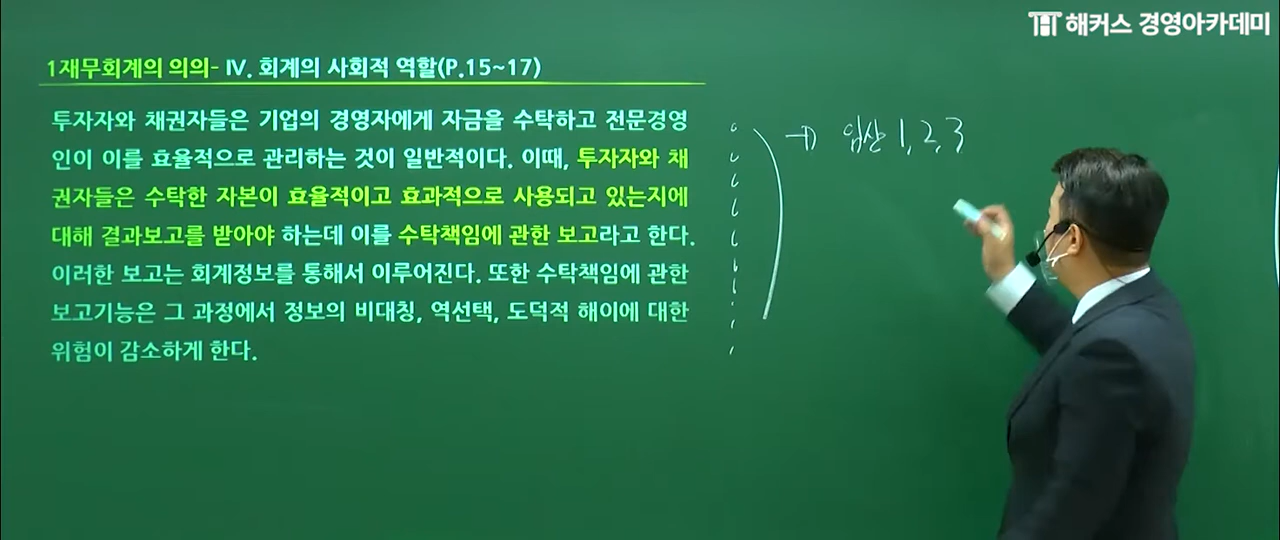 해커스 경영아카데미
1재무회계의 의의- Ⅳ. 회계의 사회적 역할(P.15~17)
투자자와 채권자들은 기업의 경영자에게 자금을 수탁하고 전문경영
인이 이를 효율적으로 관리하는 것이 일반적이다. 이때, 투자자와 채
권자들은 수탁한 자본이 효율적이고 효과적으로 사용되고 있는지에
대해 결과보고를 받아야 하는데 이를 수탁책임에 관한 보고라고 한다.
이러한 보고는 회계정보를 통해서 이루어진다. 또한 수탁책임에 관한
보고기능은 그 과정에서 정보의 비대칭, 역선택, 도덕적 해이에 대한
위험이 감소하게 한다.
1, 2, 3